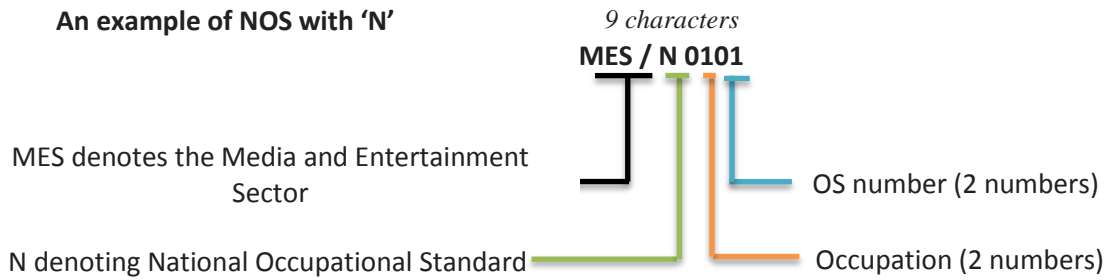 An example of NOS with ‘N’
9 characters
MES / N 0101
MES denotes the Media and Entertainment
Sector
OS number (2 numbers)
N denoting National Occupational Standard
Occupation (2 numbers)